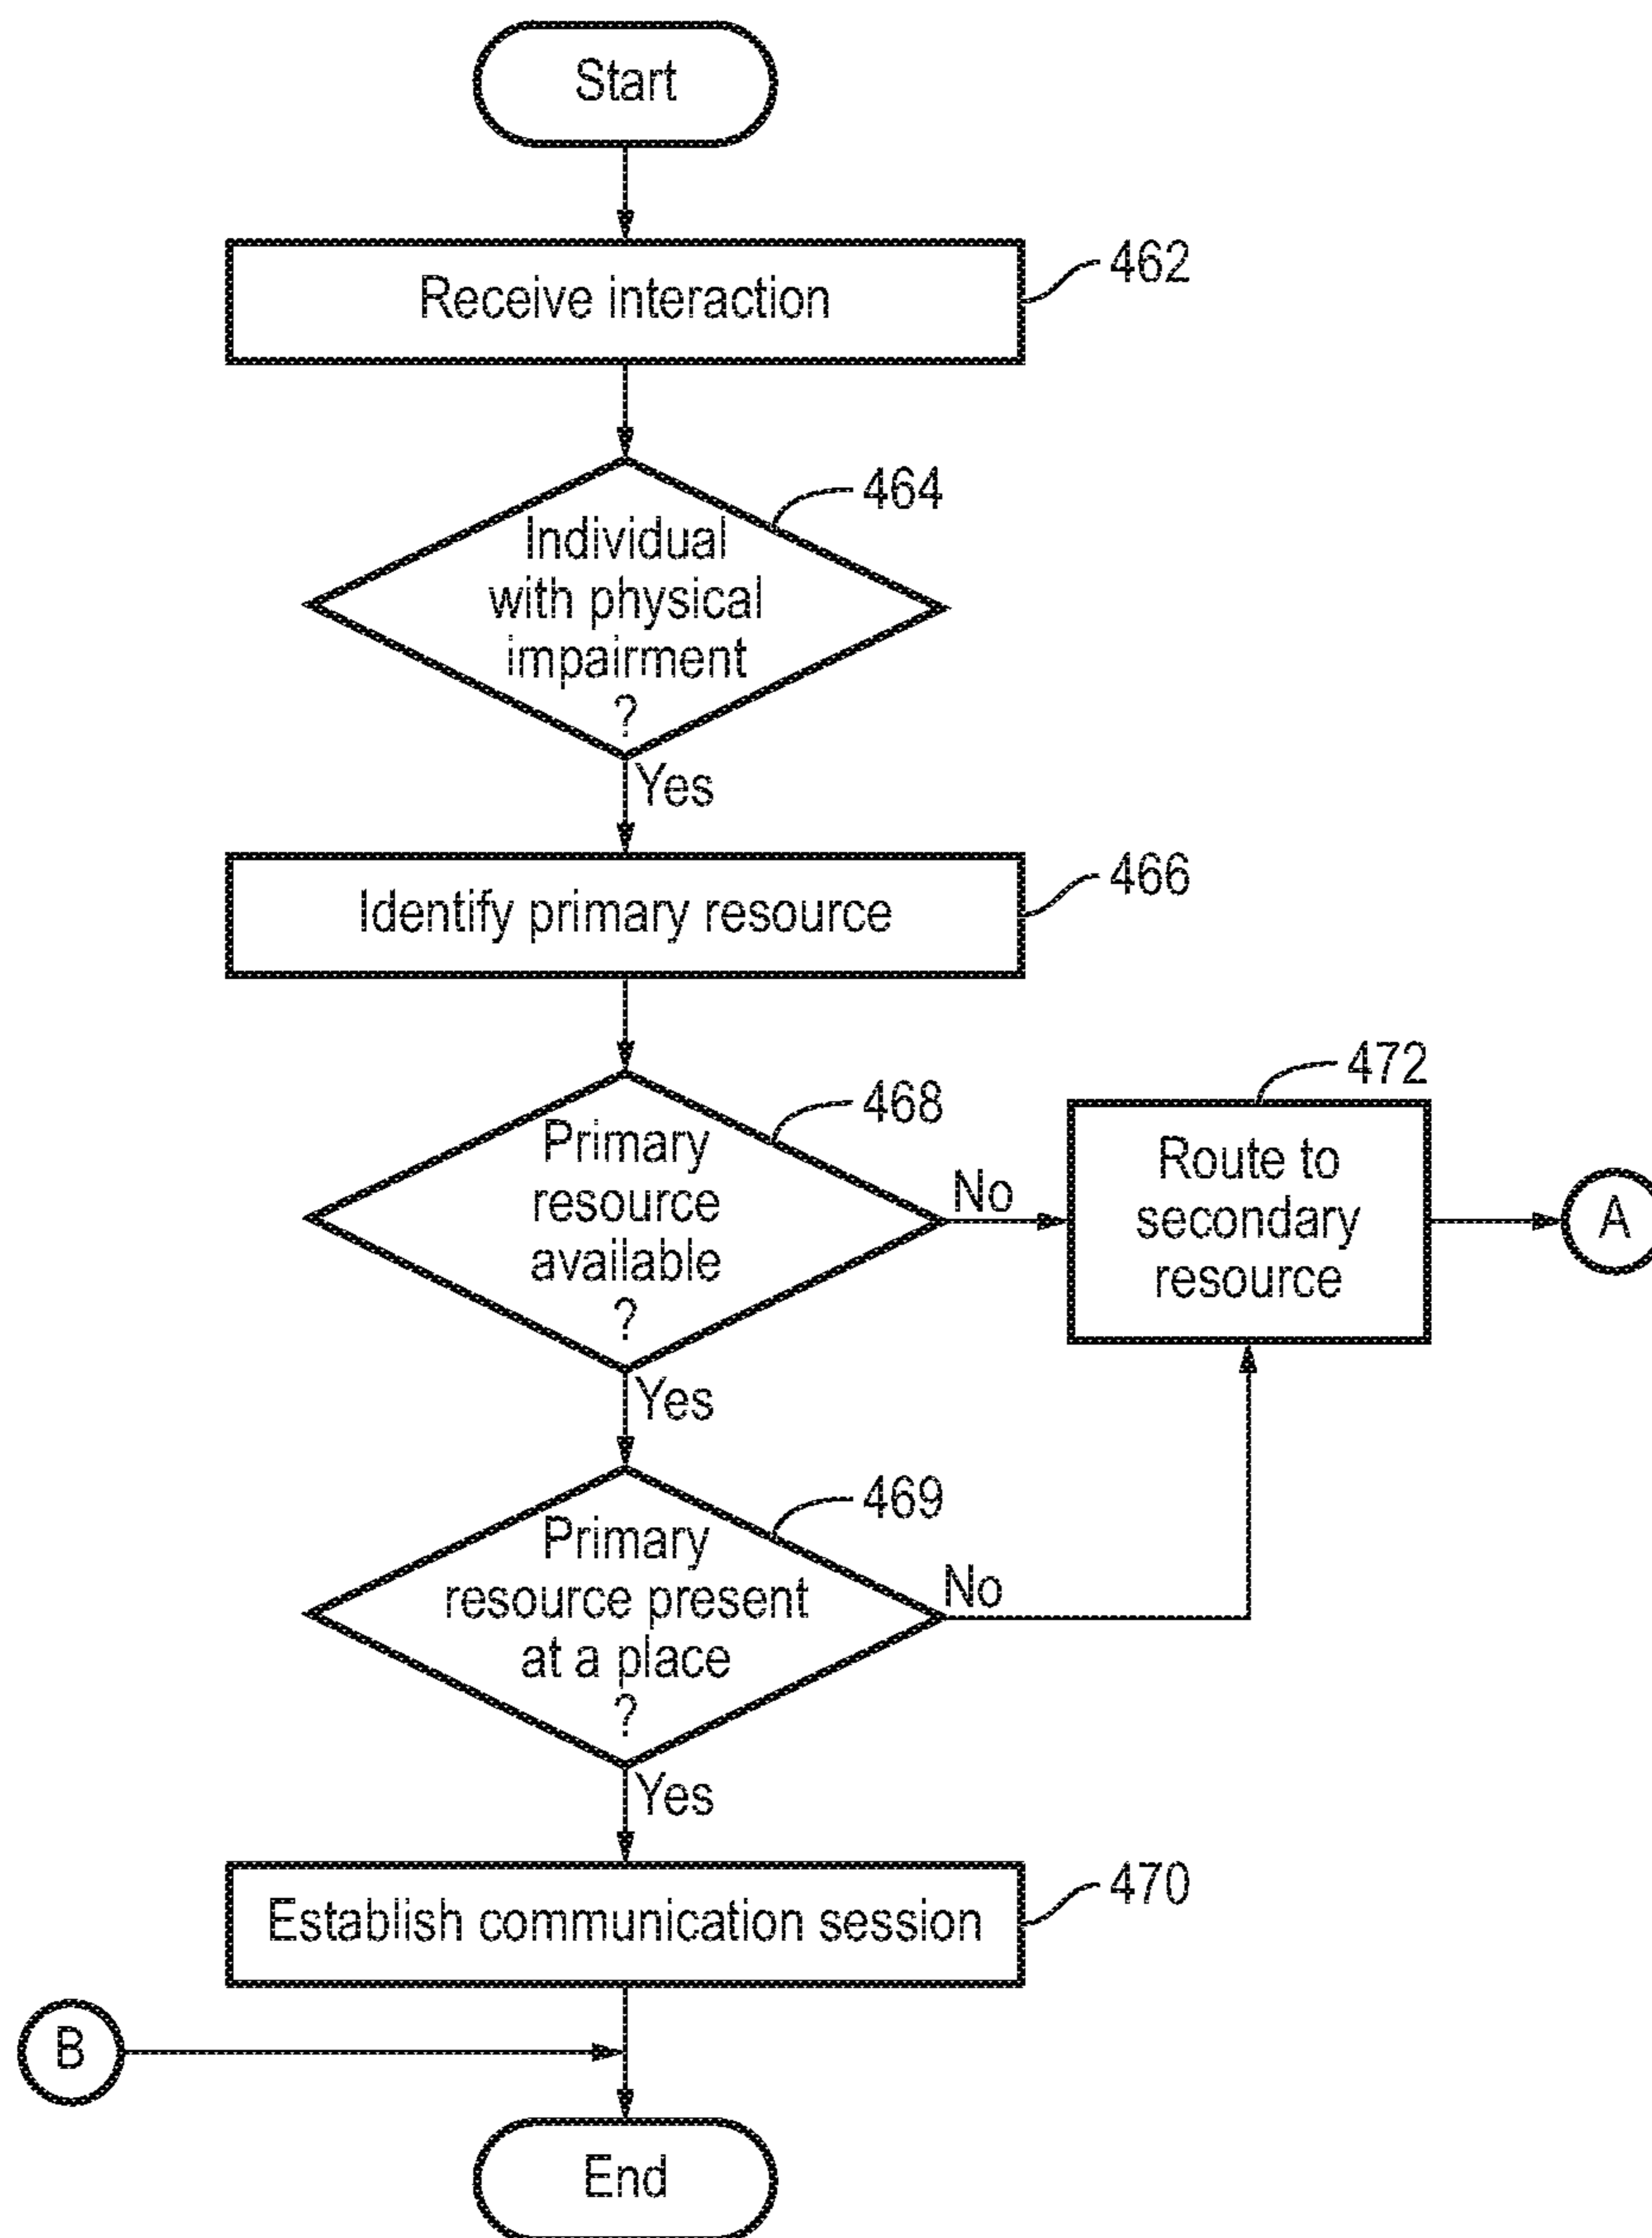 Start
Receive interaction
462
464
Individual
with physical
impairment
?
Yes
Identify primary resource
466
468
Primary
resource
available
?
No
472
Route to
secondary
resource
A
Yes
469
Primary
resource present
at a place
?
No
Yes
Establish communication session
470
B
End